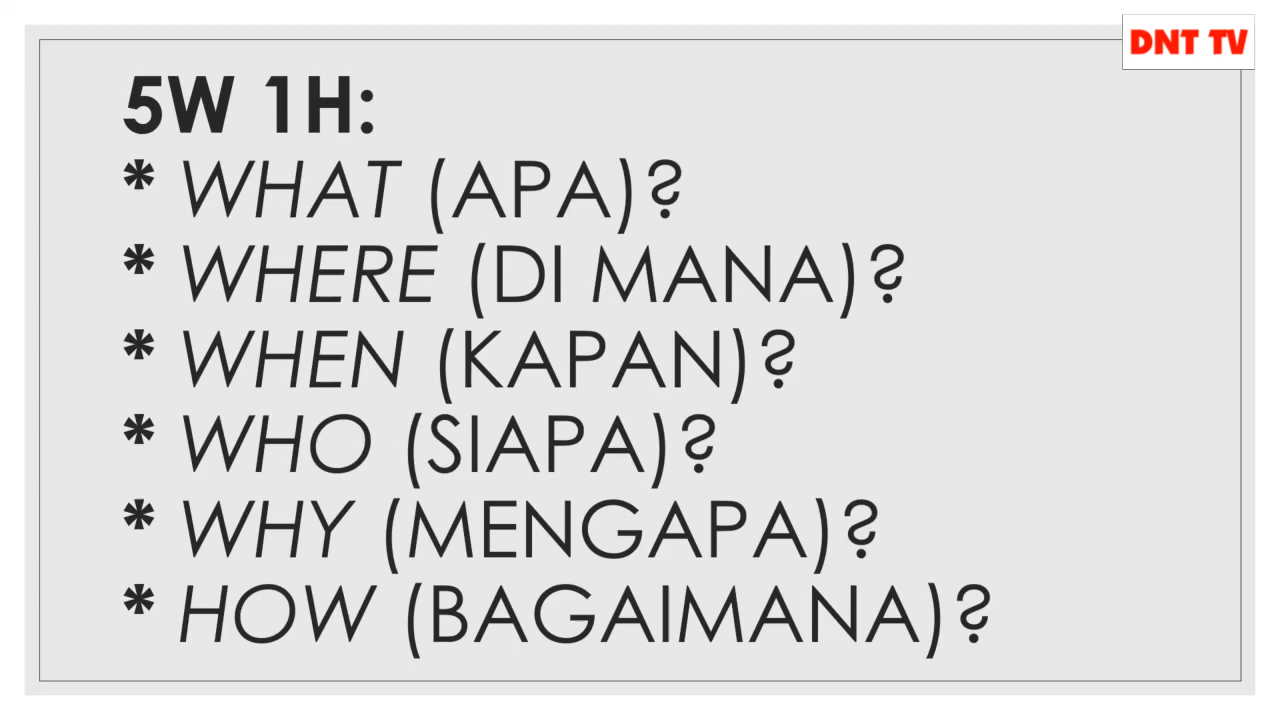 DNT TV
5W 1H:
* WHAT (APA)?
* WHERE (DI MANA)?
* WHEN (KAPAN)?
* WHO (SIAPA)?
* WHY (MENGAPA)?
* HOW (BAGAIMANA)?